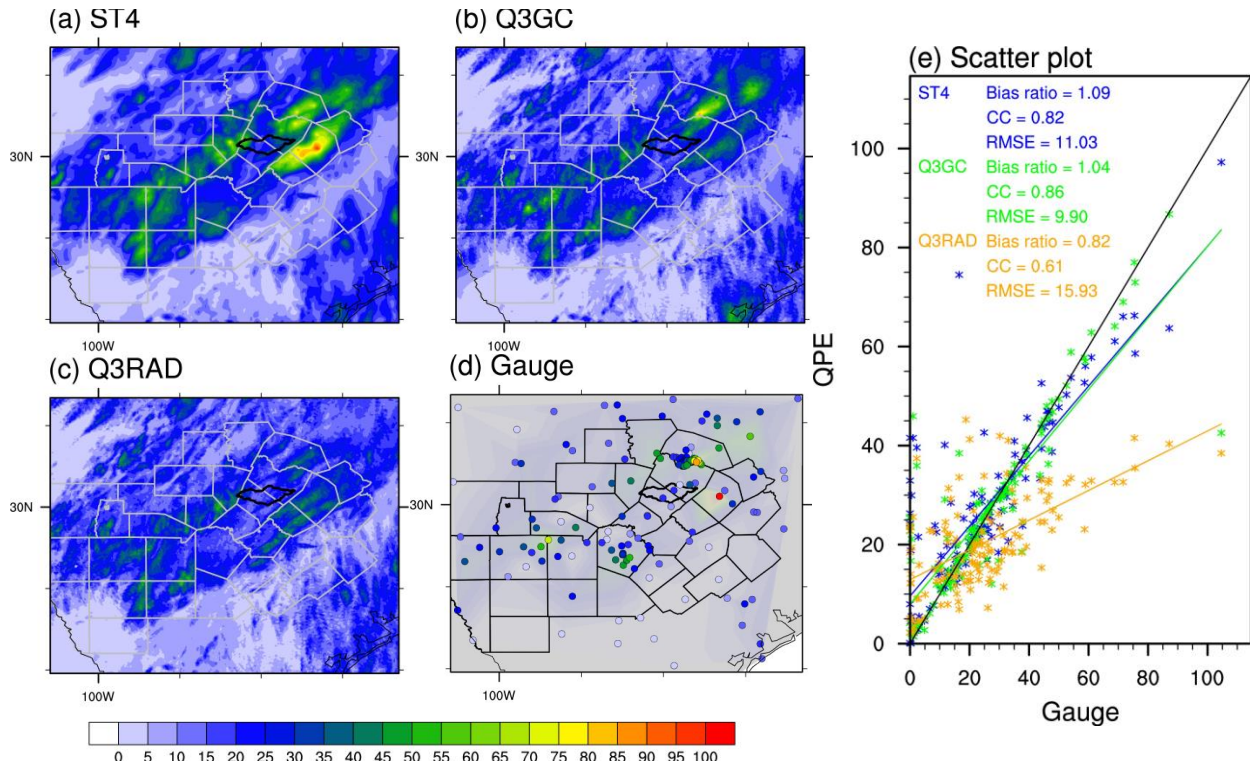 (a) ST4
(b) Q3GC
30N
30N
100W
100W
(c) Q3RAD
(d) Gauge
30N
30N
100W
100W
0 5 10 15 20 25 30 35 40 45 50 55 60 65 70 75 80 85 90 95 100
(e) Scatter plot
ST4 Bias ratio = 1.09
CC = 0.82
RMSE = 11.03
Q3GC Bias ratio = 1.04
CC = 0.86
RMSE = 9.90
Q3RAD Bias ratio = 0.82
CC = 0.61
RMSE = 15.93
100
80
60
40
20
0
QPE
0 20 40 60 80 100
Gauge